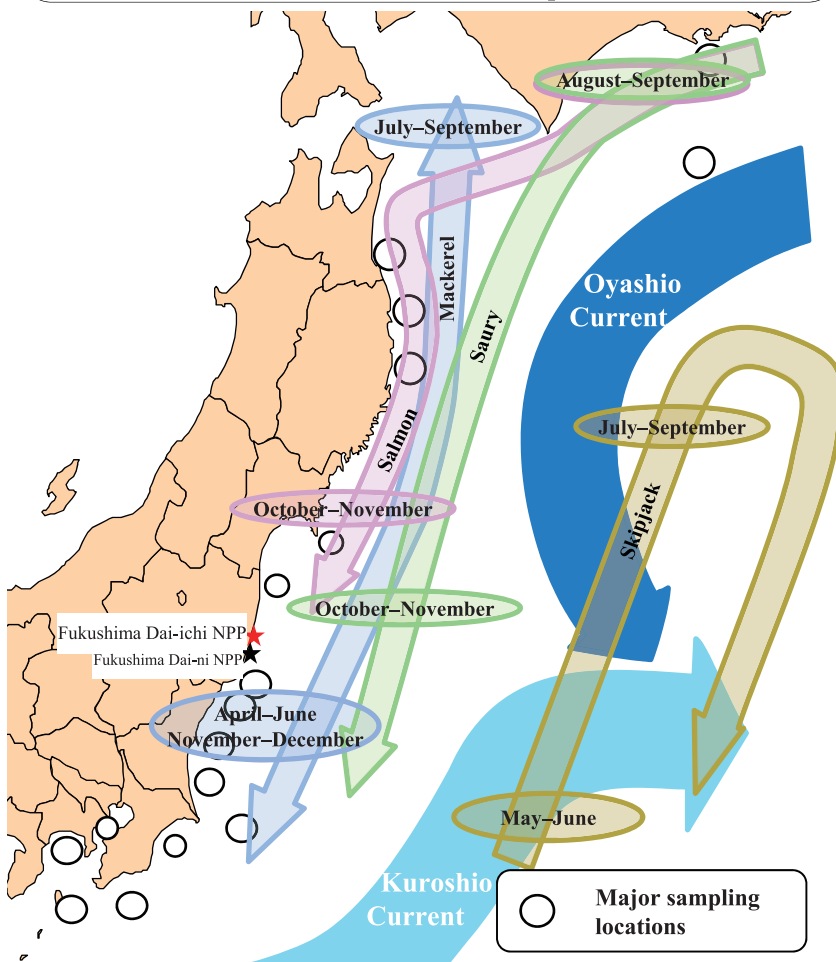 August–September
July–September
Oyashio
Current
Mackerel
Saury
July–September
Salmon
Skipjack
October–November
October–November
Fukushima Dai-ichi NPP
Fukushima Dai-ni NPP
April–June
November–December
May–June
Kuroshio
Current
Major sampling
locations